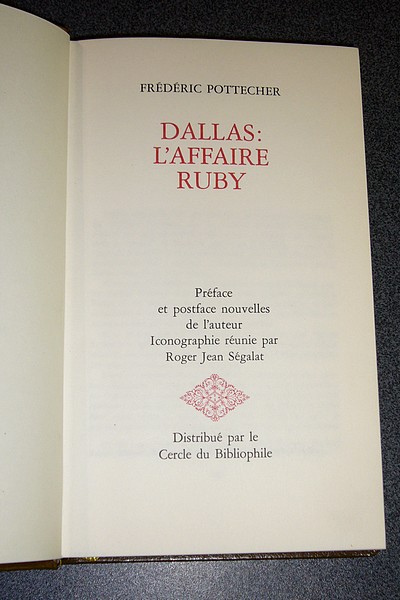 FRÉDÉRIC POTTECHER
DALLAS:
L'AFFAIRE
RUBY
Préface
et postface nouvelles
de l'auteur
Iconographie réunie par
Roger Jean Ségalat
Distribué par le
Cercle du Bibliophile